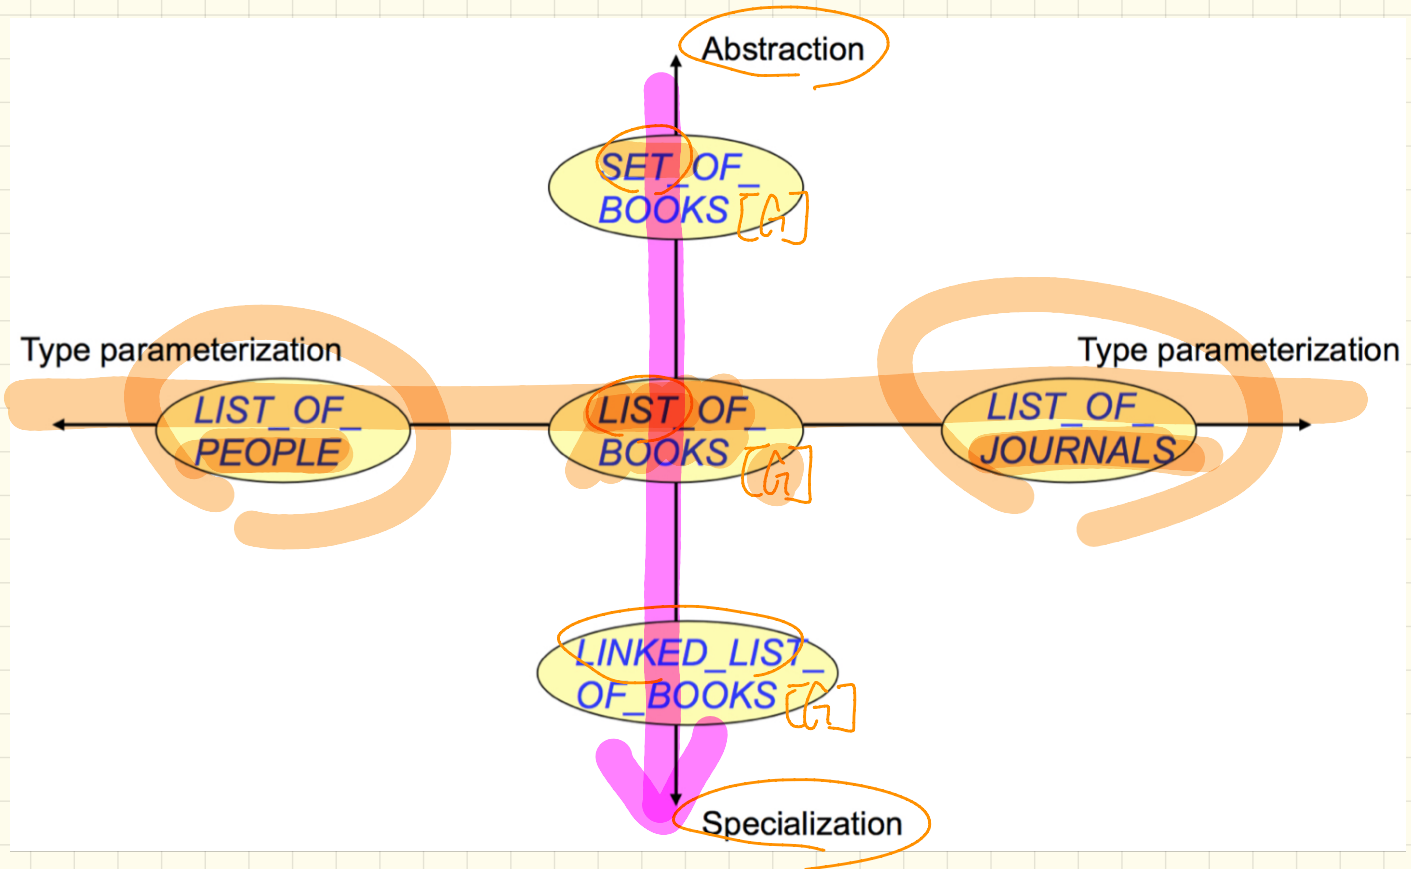 Abstraction
SET_OF_
BOOKS [G]
Type parameterization
Type parameterization
LIST_OF_
PEOPLE
LIST_OF_
BOOKS [G]
LIST_OF_
JOURNALS
LINKED_LIST_
OF_BOOKS [G]
Specialization